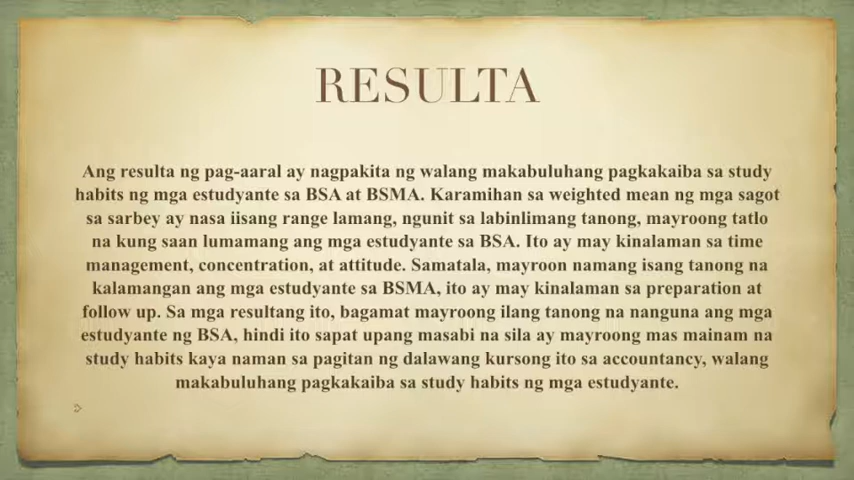 RESULTA
Ang resulta ng pag-aaral ay nagpakita ng walang makabuluhang pagkakaiba sa study
habits ng mga estudyante sa BSA at BSMA. Karamihan sa weighted mean ng mga sagot
sa sarbey ay nasa iisang range lamang, ngunit sa labinlimang tanong, mayroong tatlo
na kung saan lumamang ang mga estudyante sa BSA. Ito ay may kinalaman sa time
management, concentration, at attitude. Samatala, mayroon namang isang tanong na
kalamangan ang mga estudyante sa BSMA, ito ay may kinalaman sa preparation at
follow up. Sa mga resultang ito, bagamat mayroong ilang tanong na nanguna ang mga
estudyante ng BSA, hindi ito sapat upang masabi na sila ay mayroong mas mainam na
study habits kaya naman sa pagitan ng dalawang kursong ito sa accountancy, walang
makabuluhang pagkakaiba sa study habits ng mga estudyante.